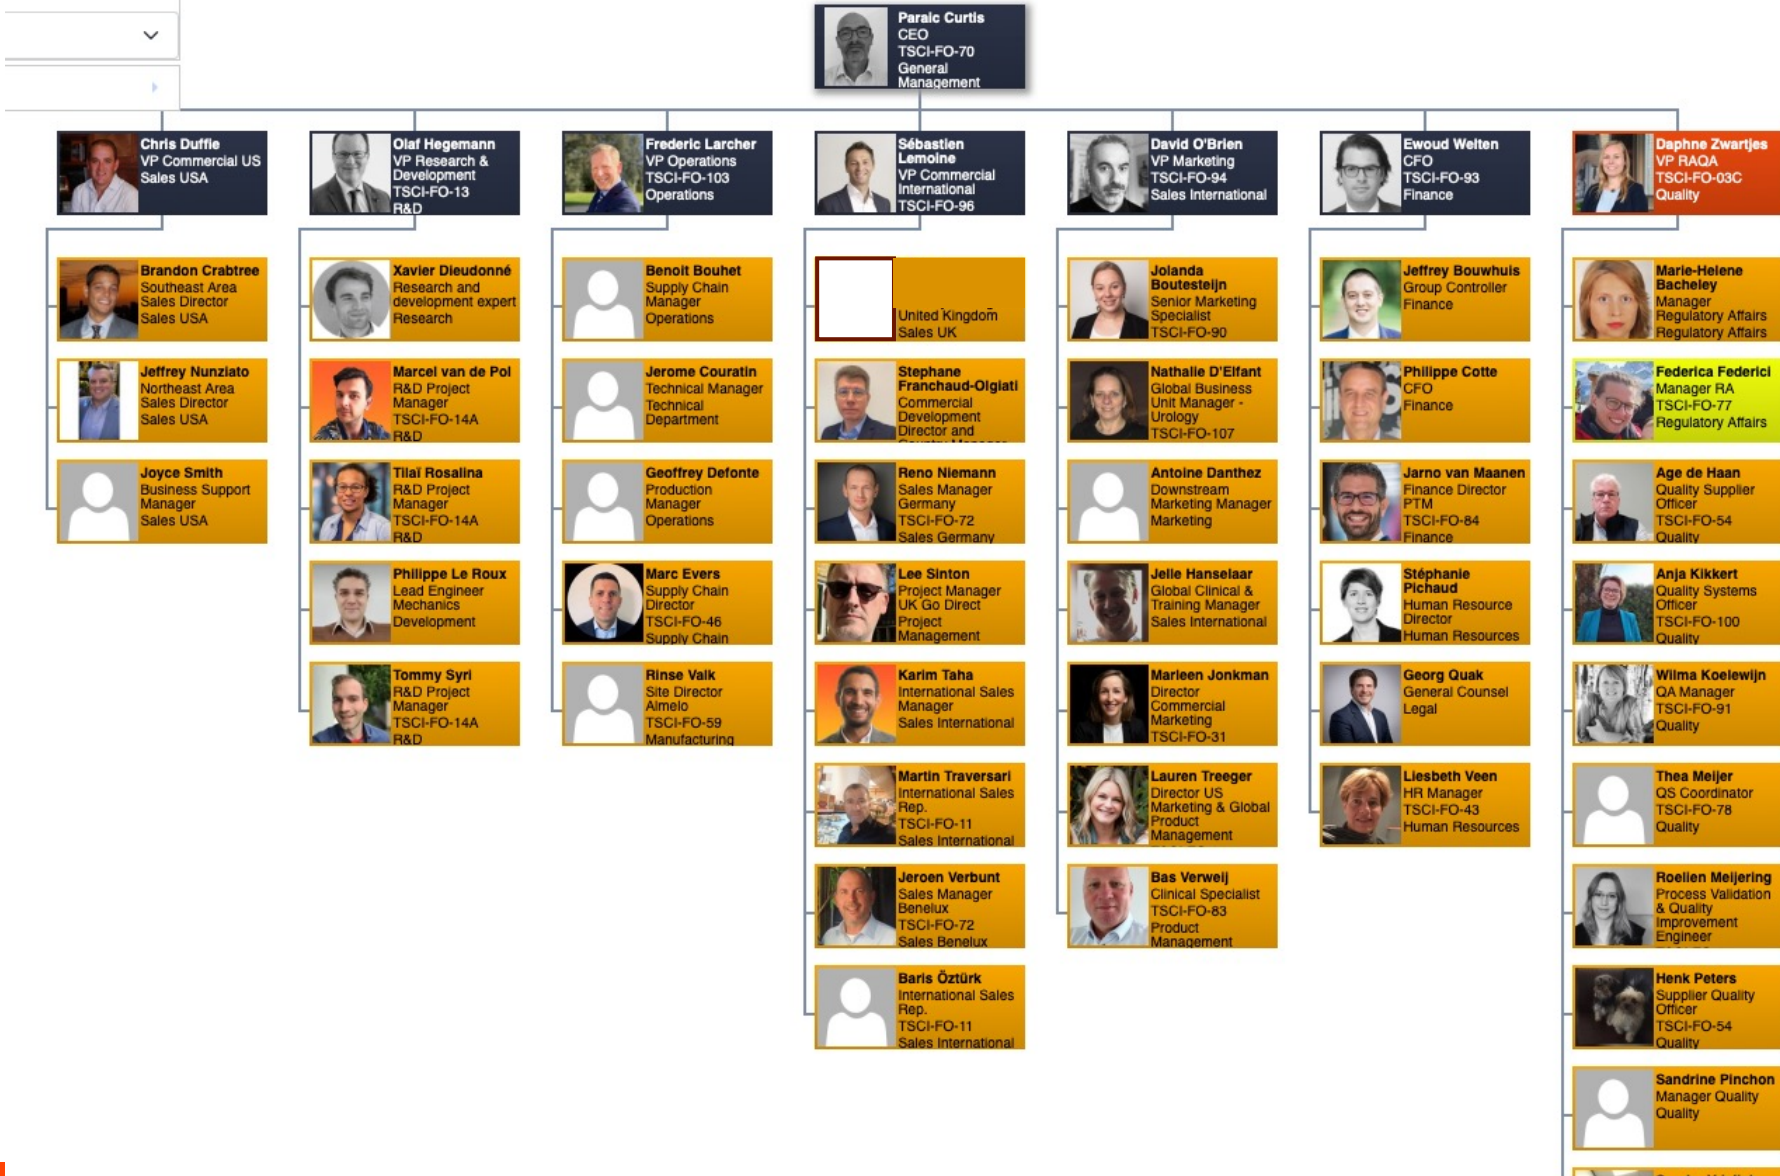 Paraic Curtis
CEO
TSCI-FO-70
General
Management
Chris Duffie
VP Commercial US
Sales USA
Olaf Hegemann
VP Research &
Development
TSCI-FO-13
R&D
Frederic Larcher
VP Operations
TSCI-FO-103
Operations
Sébastien
Lemoine
VP Commercial
International
TSCI-FO-96
David O'Brien
VP Marketing
TSCI-FO-94
Sales International
Ewoud Welten
CFO
TSCI-FO-93
Finance
Daphne Zwartjes
VP RAQA
TSCI-FO-03C
Quality
Brandon Crabtree
Southeast Area
Sales Director
Sales USA
Jeffrey Nunziato
Northeast Area
Sales Director
Sales USA
Joyce Smith
Business Support
Manager
Sales USA
Xavier Dieudonné
Research and
development expert
Research
Marcel van de Pol
R&D Project
Manager
TSCI-FO-14A
R&D
Tilaï Rosalina
R&D Project
Manager
TSCI-FO-14A
R&D
Philippe Le Roux
Lead Engineer
Mechanics
Development
Tommy Syri
R&D Project
Manager
TSCI-FO-14A
R&D
Benoit Bouhet
Supply Chain
Manager
Operations
Jerome Couratin
Technical Manager
Technical
Department
Geoffrey Defonte
Production
Manager
Operations
Marc Evers
Supply Chain
Director
TSCI-FO-46
Supply Chain
Rinse Valk
Site Director
Almelo
TSCI-FO-59
Manufacturing
United Kingdom
Sales UK
Stephane
Franchaud-Olgiati
Commercial
Development
Director and
Country Manager
Reno Niemann
Sales Manager
Germany
TSCI-FO-72
Sales Germany
Lee Sinton
Project Manager
UK Go Direct
Project
Management
Karim Taha
International Sales
Manager
Sales International
Martin Traversari
International Sales
Rep.
TSCI-FO-11
Sales International
Jeroen Verbunt
Sales Manager
Benelux
TSCI-FO-72
Sales Benelux
Baris Öztürk
International Sales
Rep.
TSCI-FO-11
Sales International
Jolanda
Boutesteijn
Senior Marketing
Specialist
TSCI-FO-90
Nathalie D'Elfant
Global Business
Unit Manager -
Urology
TSCI-FO-107
Antoine Danthez
Downstream
Marketing Manager
Marketing
Jelle Hanselaar
Global Clinical &
Training Manager
Sales International
Marleen Jonkman
Director
Commercial
Marketing
TSCI-FO-31
Lauren Treeger
Director US
Marketing & Global
Product
Management
Bas Verweij
Clinical Specialist
TSCI-FO-83
Product
Management
Jeffrey Bouwhuis
Group Controller
Finance
Philippe Cotte
CFO
Finance
Jarno van Maanen
Finance Director
PTM
TSCI-FO-84
Finance
Stéphanie
Pichaud
Human Resource
Director
Human Resources
Georg Quak
General Counsel
Legal
Liesbeth Veen
HR Manager
TSCI-FO-43
Human Resources
Marie-Helene
Bacheley
Manager
Regulatory Affairs
Regulatory Affairs
Federica Federici
Manager RA
TSCI-FO-77
Regulatory Affairs
Age de Haan
Quality Supplier
Officer
TSCI-FO-54
Quality
Anja Kikkert
Quality Systems
Officer
TSCI-FO-100
Quality
Wilma Koelewijn
QA Manager
TSCI-FO-91
Quality
Thea Meijer
QS Coordinator
TSCI-FO-78
Quality
Roelien Meijering
Process Validation
& Quality
Improvement
Engineer
Henk Peters
Supplier Quality
Officer
TSCI-FO-54
Quality
Sandrine Pinchon
Manager Quality
Quality